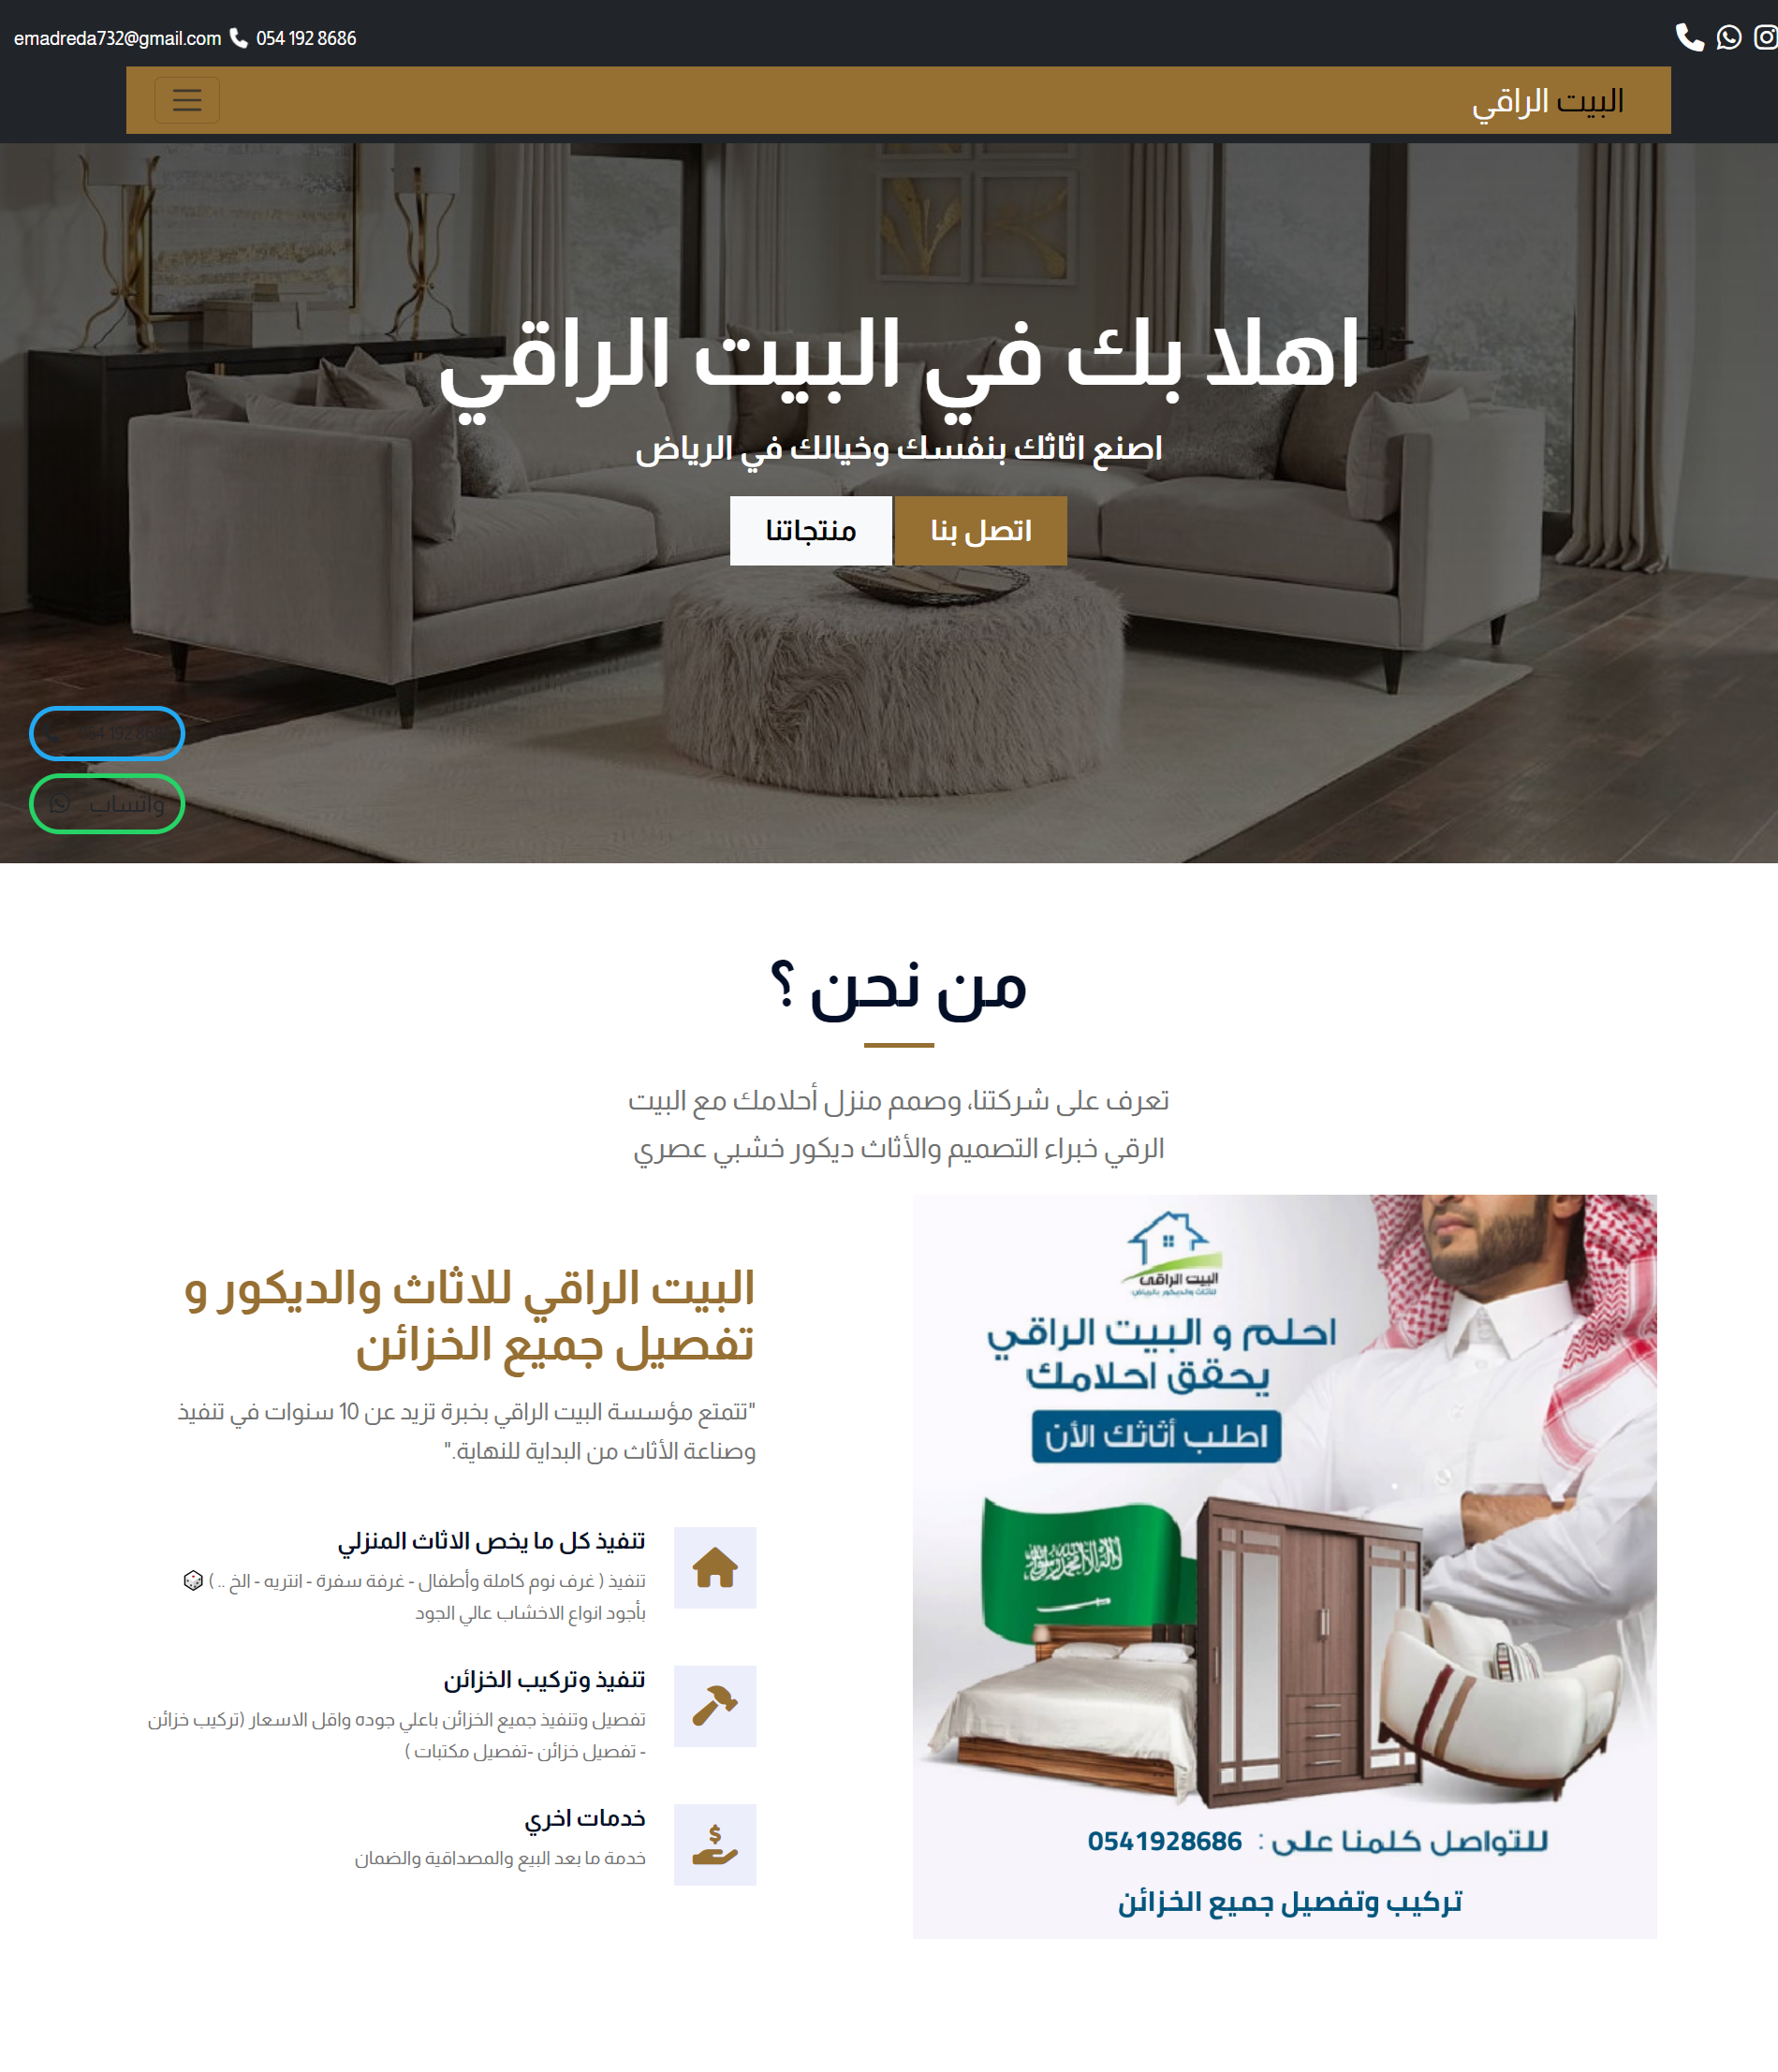 emadreda732@gmail.com 054 192 8686
البيت الراقي
اهلا بك في البيت الراقي
اصنع اثاثك بنفسك وخيالك في الرياض
اتصل بنا
منتجاتنا
054 192 8686
واتساب
من نحن ؟
تعرف على شركتنا، وصمم منزل أحلامك مع البيت
الرقي خبراء التصميم والأثاث ديكور خشبي عصري
البيت الراقي
للأثاث والديكور بالرياض
احلم و البيت الراقي
يحقق احلامك
اطلب أثاثك الأن
للتواصل كلمنا على : 0541928686
تركيب وتفصيل جميع الخزائن
البيت الراقي للاثاث والديكور و
تفصيل جميع الخزائن
"تتمتع مؤسسة البيت الراقي بخبرة تزيد عن 10 سنوات في تنفيذ
وصناعة الأثاث من البداية للنهاية."
تنفيذ كل ما يخص الاثاث المنزلي
تنفيذ ( غرف نوم كاملة وأطفال - غرفة سفرة - انتريه - الخ .. ) 🎲
بأجود انواع الاخشاب عالي الجود
تنفيذ وتركيب الخزائن
تفصيل وتنفيذ جميع الخزائن باعلي جوده واقل الاسعار (تركيب خزائن
- تفصيل خزائن -تفصيل مكتبات )
خدمات اخري
خدمة ما بعد البيع والمصداقية والضمان